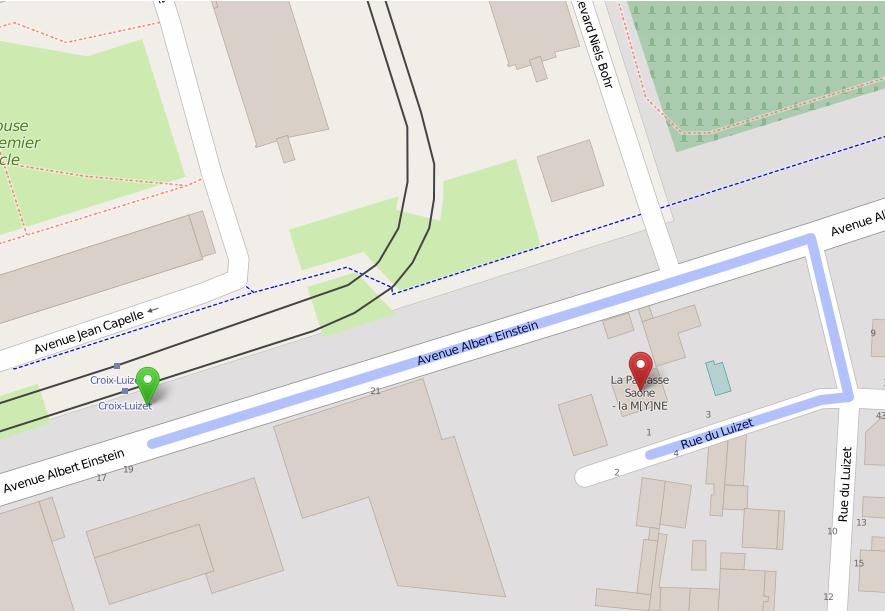 evard Niels Bohr
ouse
emier
cle
Avenue Al
Avenue Jean Capelle
Avenue Albert Einstein
9
Croix-Luize
Croix-Luizet
21
La Pa asse
Saône
- la M[Y]NE
3
43
1
Rue du Luizet
4
2
Avenue Albert Einstein
19
17
Rue du Luizet
13
10
15
12